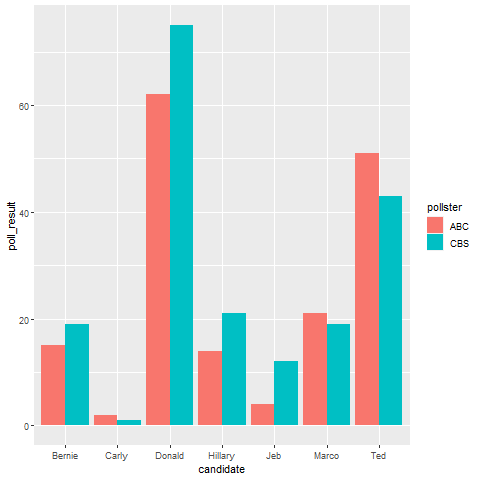 poll_result
60
40
20
0
Bernie Carly Donald Hillary Jeb Marco Ted
candidate
pollster
ABC
CBS